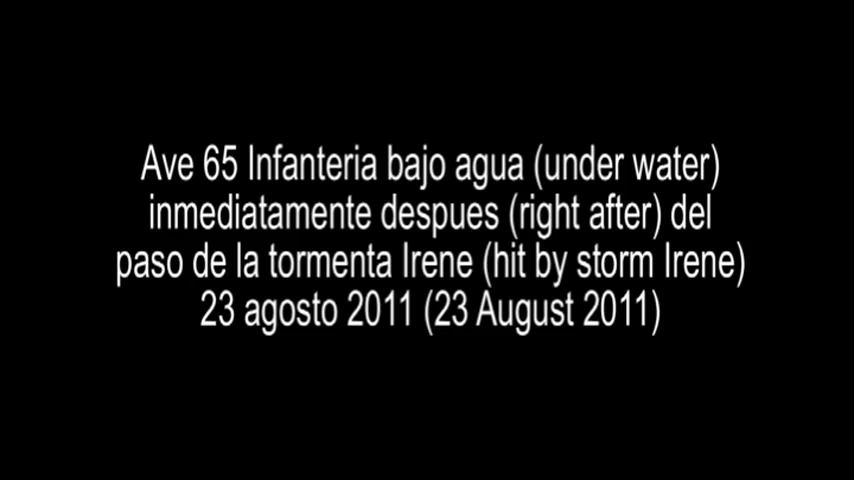 Ave 65 Infanteria bajo agua (under water)
inmediatamente despues (right after) del
paso de la tormenta Irene (hit by storm Irene)
23 agosto 2011 (23 August 2011)